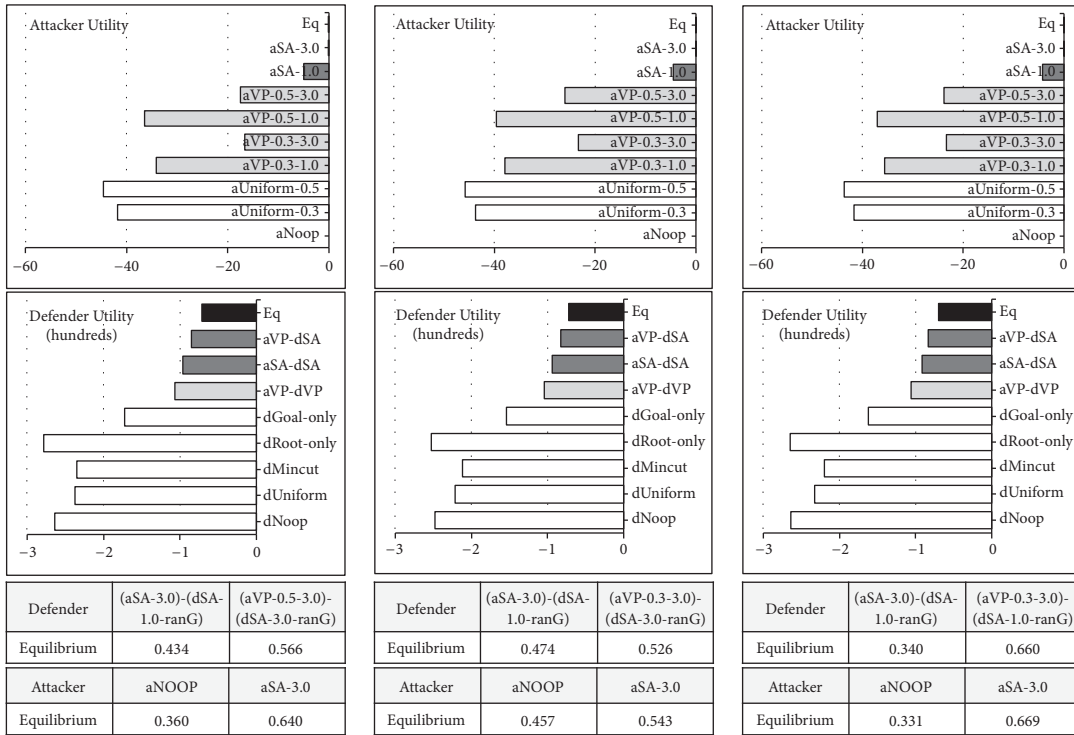 Attacker Utility
Eq
aSA-3.0
aSA-1.0
aVP-0.5-3.0
aVP-0.5-1.0
aVP-0.3-3.0
aVP-0.3-1.0
aUniform-0.5
aUniform-0.3
aNoop
−60 −40 −20 0
Defender Utility
(hundreds)
Eq
aVP-dSA
aSA-dSA
aVP-dVP
dGoal-only
dRoot-only
dMincut
dUniform
dNoop
−3 −2 −1 0
Defender (aSA-3.0)-(dSA-1.0-ranG) (aVP-0.5-3.0)-(dSA-3.0-ranG)
Equilibrium 0.434 0.566
Attacker aNOOP aSA-3.0
Equilibrium 0.360 0.640
Attacker Utility
Eq
aSA-3.0
aSA-1.0
aVP-0.5-3.0
aVP-0.5-1.0
aVP-0.3-3.0
aVP-0.3-1.0
aUniform-0.5
aUniform-0.3
aNoop
−60 −40 −20 0
Defender Utility
(hundreds)
Eq
aVP-dSA
aSA-dSA
aVP-dVP
dGoal-only
dRoot-only
dMincut
dUniform
dNoop
−3 −2 −1 0
Defender (aSA-3.0)-(dSA-1.0-ranG) (aVP-0.3-3.0)-(dSA-3.0-ranG)
Equilibrium 0.474 0.526
Attacker aNOOP aSA-3.0
Equilibrium 0.457 0.543
Attacker Utility
Eq
aSA-3.0
aSA-1.0
aVP-0.5-3.0
aVP-0.5-1.0
aVP-0.3-3.0
aVP-0.3-1.0
aUniform-0.5
aUniform-0.3
aNoop
−60 −40 −20 0
Defender Utility
(hundreds)
Eq
aVP-dSA
aSA-dSA
aVP-dVP
dGoal-only
dRoot-only
dMincut
dUniform
dNoop
−3 −2 −1 0
Defender (aSA-3.0)-(dSA-1.0-ranG) (aVP-0.3-3.0)-(dSA-1.0-ranG)
Equilibrium 0.340 0.660
Attacker aNOOP aSA-3.0
Equilibrium 0.331 0.669